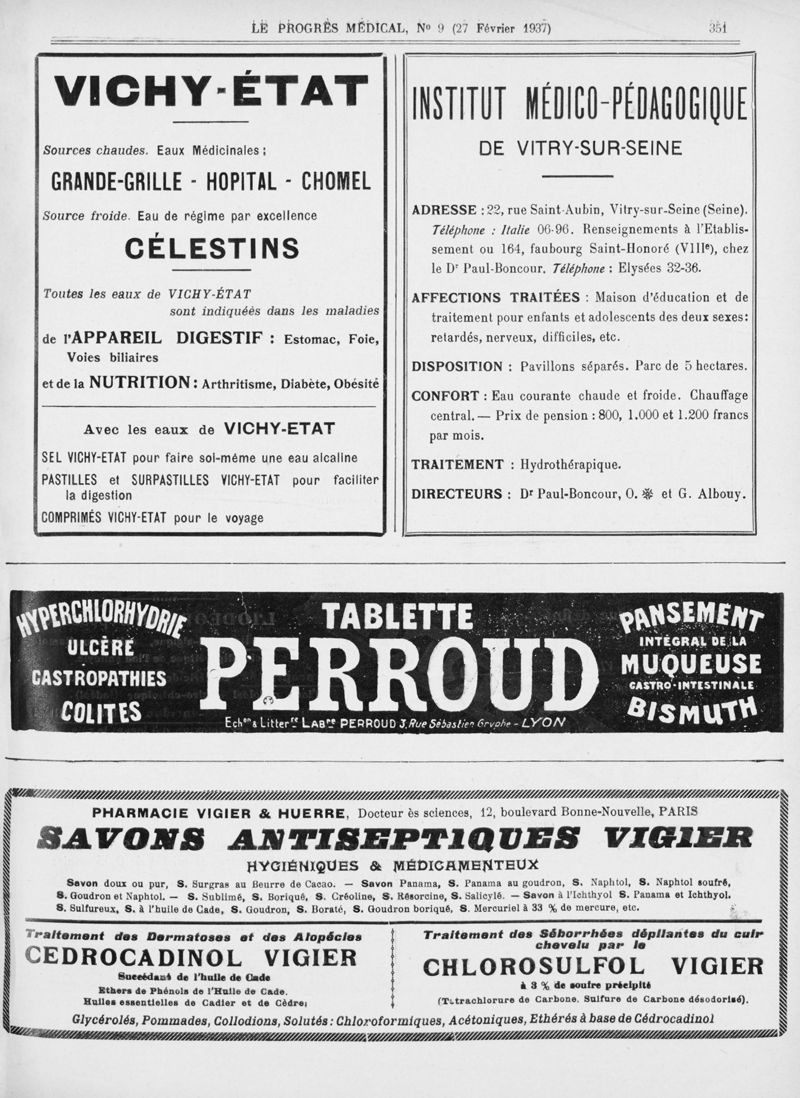 LE PROGRÈS MÉDICAL, No 9 (27 Février 1937) 351
VICHY-ÉTAT
Sources chaudes. Eaux Médicinales :
GRANDE-GRILLE - HOPITAL - CHOMEL
Source froide. Eau de régime par excellence
CÉLESTINS
Toutes les eaux de VICHY-ÉTAT
sont indiquéès dans les maladies
de l'APPAREIL DIGESTIF : Estomac, Foie,
Voies biliaires
et de la NUTRITION : Arthritisme, Diabète, Obésité
Avec les eaux de VICHY-ETAT
SEL VICHY-ETAT pour faire soi-même une eau alcaline
PASTILLES et SURPASTILLES VICHY-ETAT pour faciliter
la digestion
COMPRIMÉS VICHY-ETAT pour le voyage
INSTITUT MÉDICO-PÉDAGOGIQUE
DE VITRY-SUR-SEINE
ADRESSE : 22, rue Saint-Aubin, Vitry-sur-Seine (Seine).
Téléphone : Italie 06-96. Renseignements à l'Etablis-
sement ou 164, faubourg Saint-Honoré (VIIIe), chez
le Dr Paul-Boncour. Téléphone : Elysées 32-36.
AFFECTIONS TRAITÉES : Maison d'éducation et de
traitement pour enfants et adolescents des deux sexes:
retardés, nerveux, difficiles, etc.
DISPOSITION : Pavillons séparés. Parc de 5 hectares.
CONFORT : Eau courante chaude et froide. Chauffage
central. — Prix de pension : 800, 1.000 et 1.200 francs
par mois.
TRAITEMENT : Hydrothérapique.
DIRECTEURS : Dr Paul-Boncour, O. ❋ et G. Albouy.
HYPERCHLORHYDRIE
ULCÈRE
GASTROPATHIES
COLITES
TABLETTE
PERROUD
Echons & Litterre LABres PERROUD 3, Rue Sébastien Gryphe - LYON
PANSEMENT
INTÉGRAL DE LA
MUQUEUSE
GASTRO-INTESTINALE
BISMUTH
PHARMACIE VIGIER & HUERRE, Docteur ès sciences, 12, boulevard Bonne-Nouvelle, PARIS
SAVONS ANTISEPTIQUES VIGIER
HYGIÉNIQUES & MÉDICAMENTEUX
Savon doux ou pur, S. Surgras au Beurre de Cacao. — Savon Panama, S. Panama au goudron, S. Naphtol, S. Naphtol soufré,
S. Goudron et Naphtol. — S. Sublimé, S. Boriqué, S. Créoline, S. Résorcine, S. Salicylé. — Savon à l'Ichthyol S. Panama et Ichthyol.
S. Sulfureux, S. à l'huile de Cade, S. Goudron, S. Boraté, S. Goudron boriqué, S. Mercuriel à 33 % de mercure, etc.
Traitement des Dermatoses et des Alopécies
CEDROCADINOL VIGIER
Succédané de l'huile de Cade
Ethers de Phénols de l'Huile de Cade.
Huiles essentielles de Cadier et de Cèdre;
Traitement des Séborrhées dépilantes du cuir
chevelu par le
CHLOROSULFOL VIGIER
à 3 % de soufre précipité
(Tetrachlorure de Carbone. Sulfure de Carbone désodorisé).
Glycérolés, Pommades, Collodions, Solutés : Chloroformiques, Acétoniques, Ethérés à base de Cédrocadinol